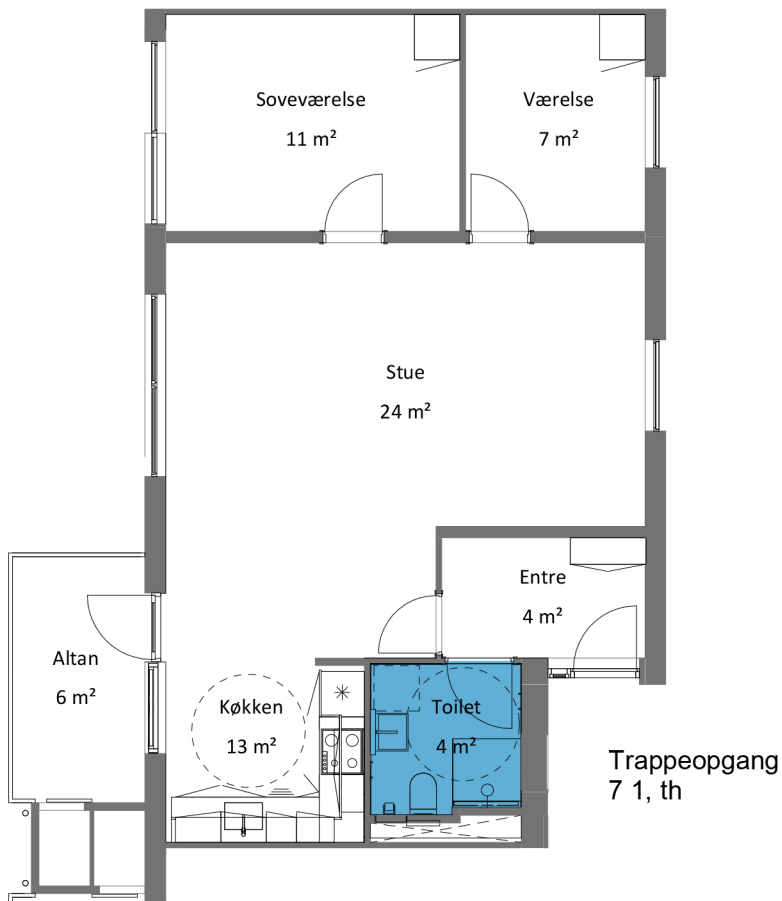 Soveværelse
11 m²
Værelse
7 m²
Stue
24 m²
Entre
4 m²
Altan
6 m²
Køkken
13 m²
Toilet
4 m²
Trappeopgang
7 1, th